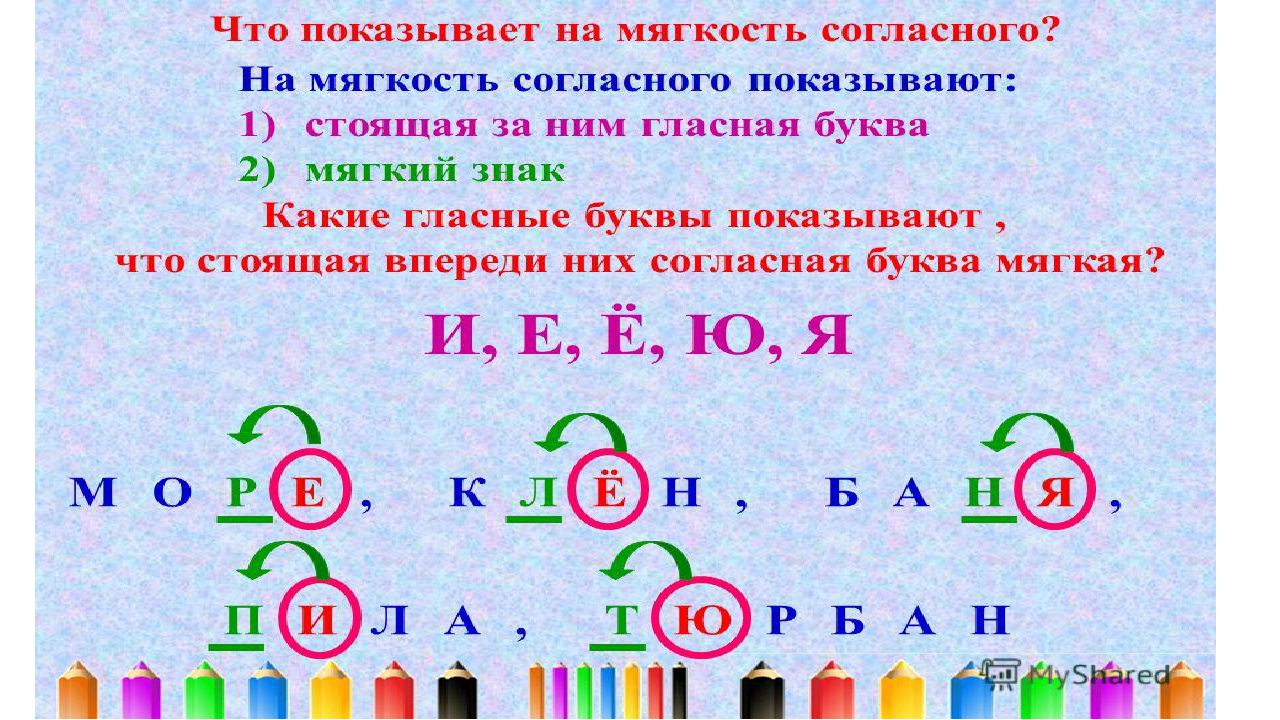 Что показывает на мягкость согласного?
На мягкость согласного показывают:
1) стоящая за ним гласная буква
2) мягкий знак
Какие гласные буквы показывают ,
что стоящая впереди них согласная буква мягкая?
И, Е, Ё, Ю, Я
М О Р Е , К Л Ё Н , Б А Н Я ,
П И Л А , Т Ю Р Б А Н
MyShared